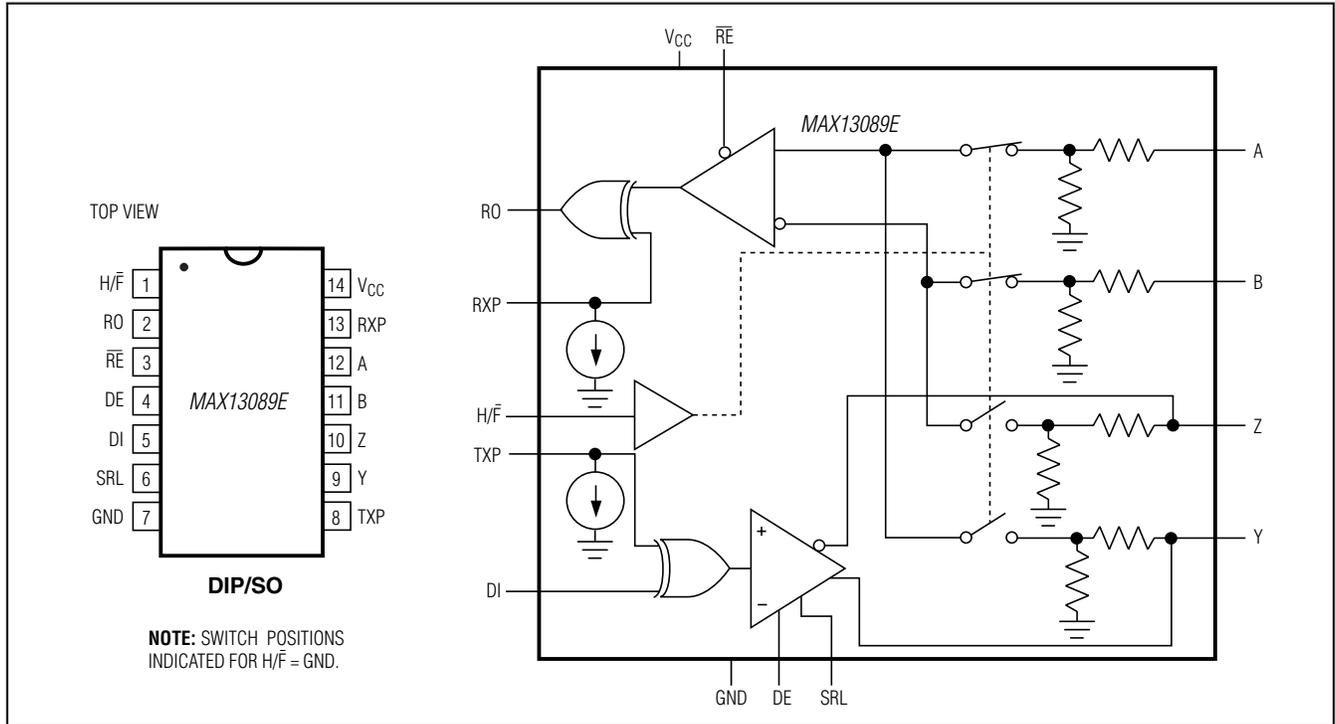 TOP VIEW
H/F̅ 1
RO 2
R̅E̅ 3
DE 4
DI 5
SRL 6
GND 7
MAX13089E
14 VCC
13 RXP
12 A
11 B
10 Z
9 Y
8 TXP
DIP/SO
NOTE: SWITCH POSITIONS
INDICATED FOR H/F̅ = GND.
VCC R̅E̅
MAX13089E
RO
RXP
H/F̅
TXP
DI
A
B
Z
Y
+
−
GND DE SRL